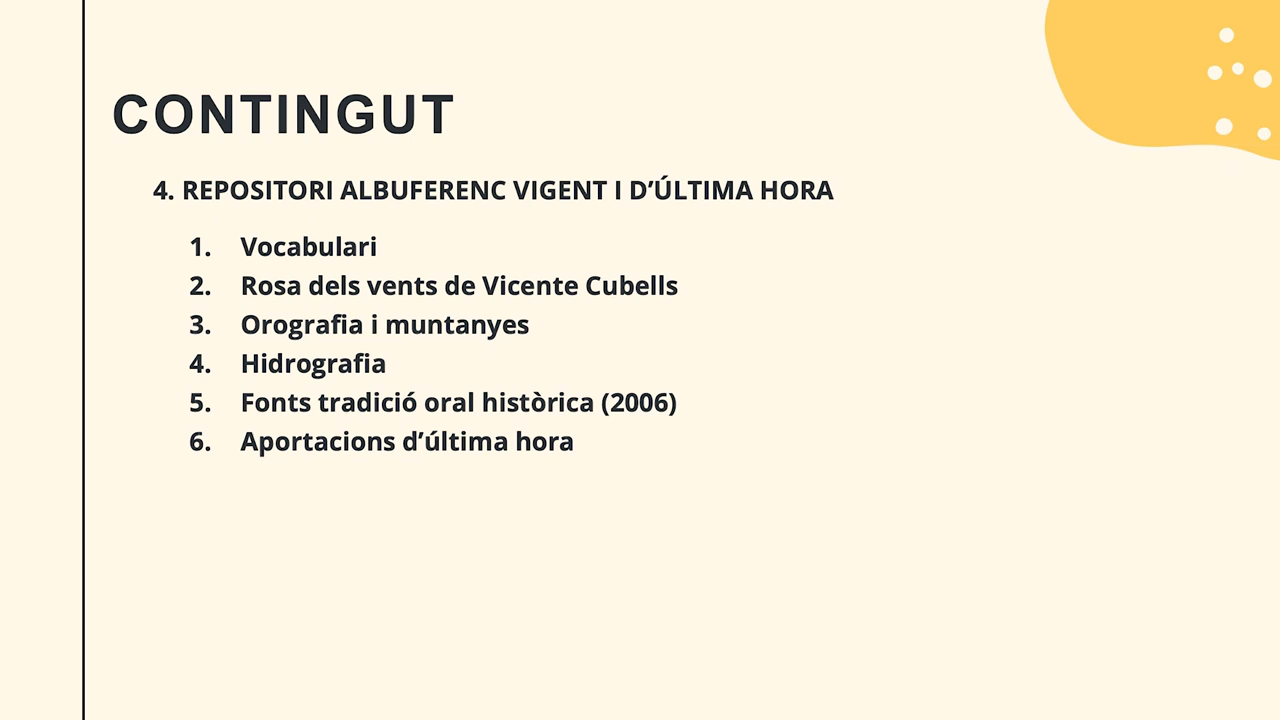 CONTINGUT
4. REPOSITORI ALBUFERENC VIGENT I D’ÚLTIMA HORA
1. Vocabulari
2. Rosa dels vents de Vicente Cubells
3. Orografia i muntanyes
4. Hidrografia
5. Fonts tradició oral històrica (2006)
6. Aportacions d’última hora